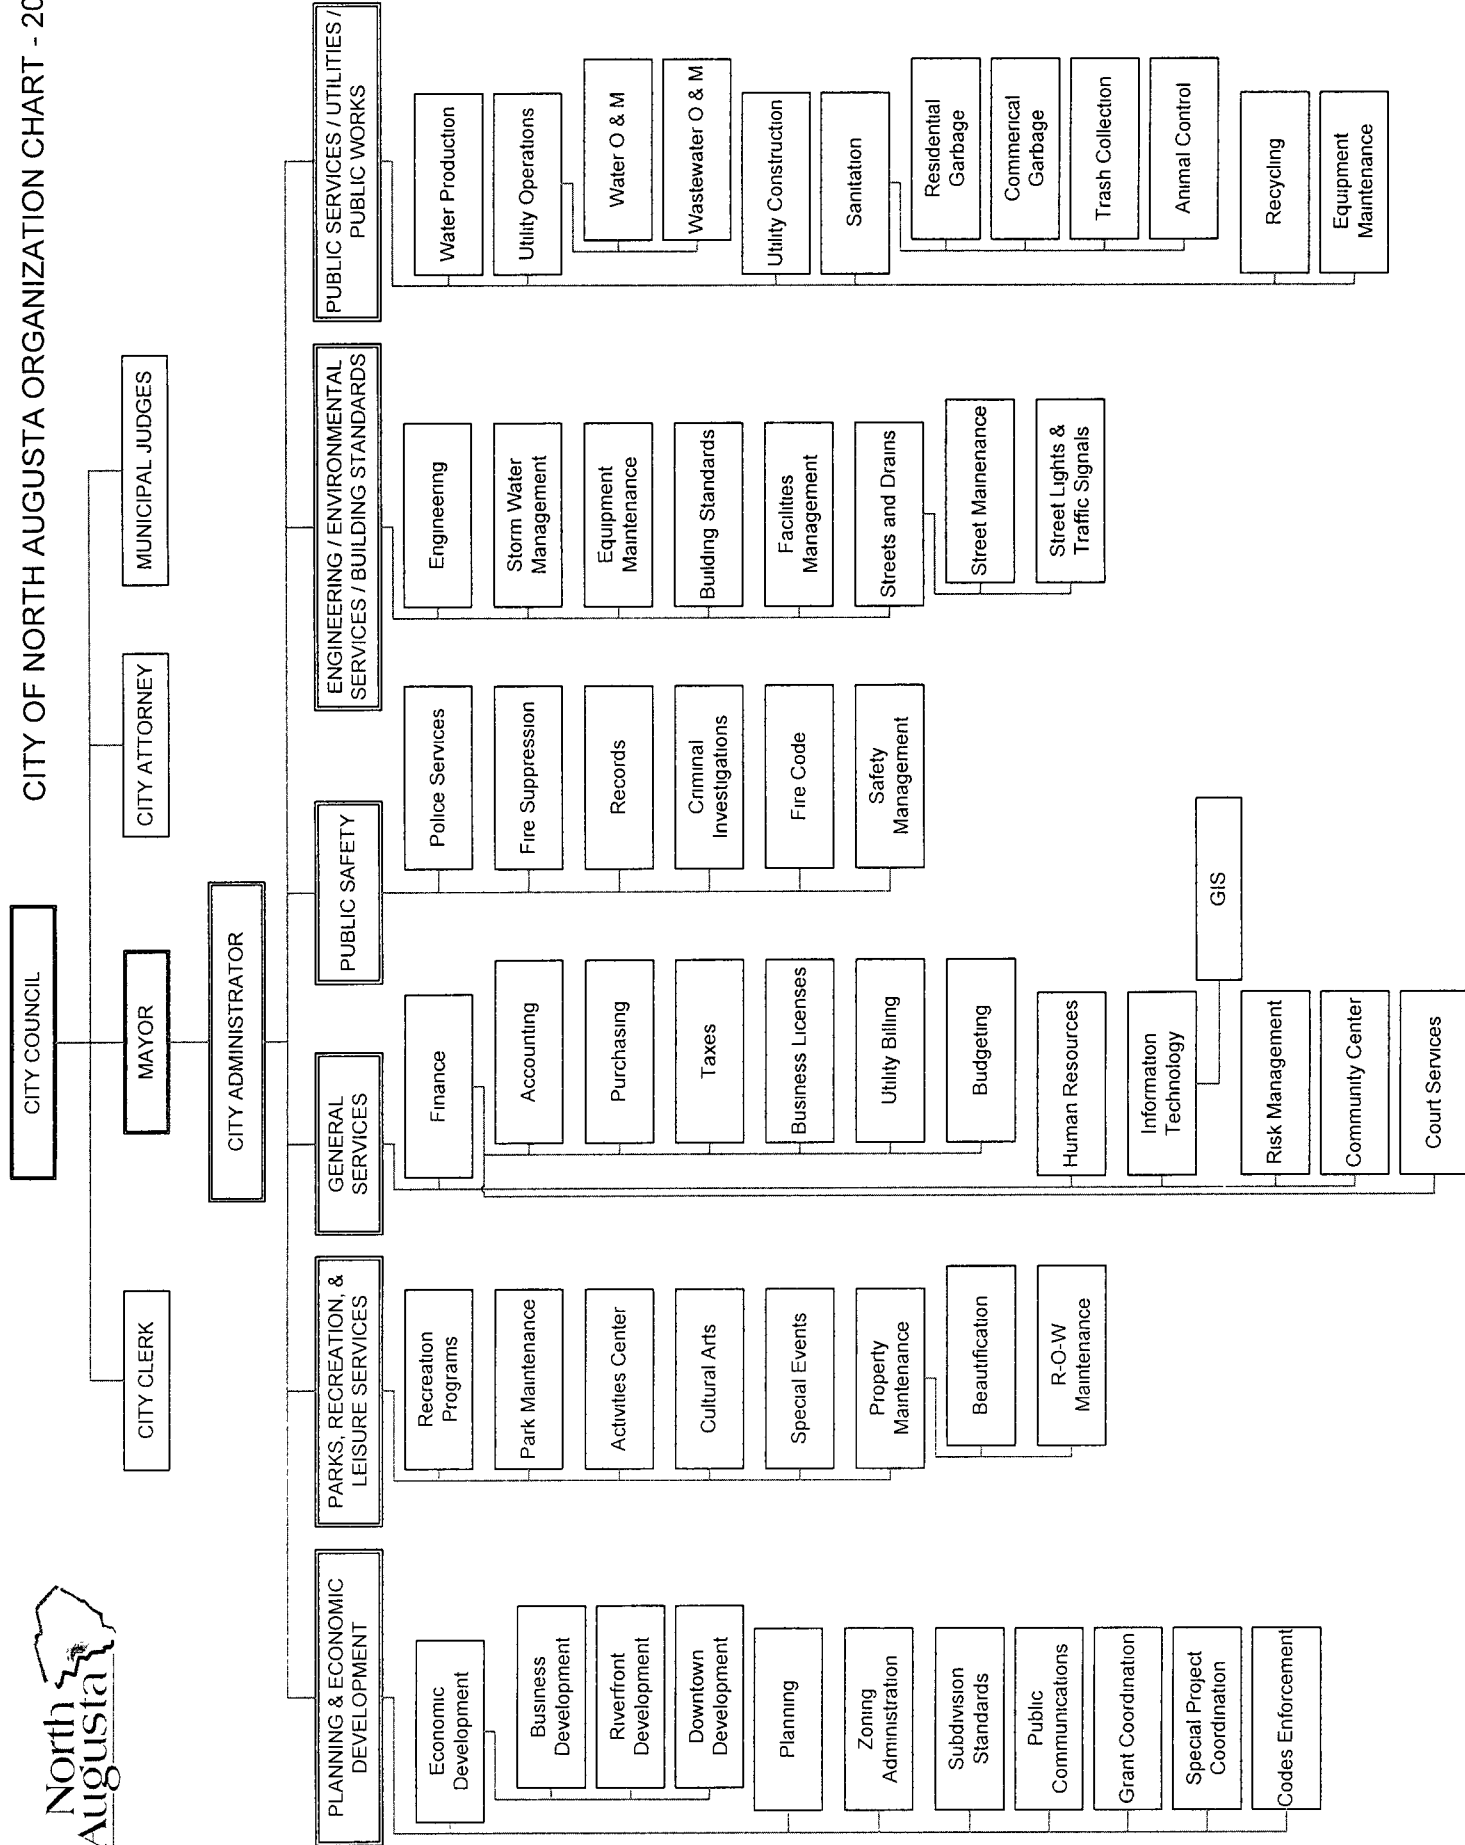 North
Augusta
CITY OF NORTH AUGUSTA ORGANIZATION CHART - 20
CITY COUNCIL
CITY CLERK
MAYOR
CITY ATTORNEY
MUNICIPAL JUDGES
CITY ADMINISTRATOR
PLANNING & ECONOMIC
DEVELOPMENT
Economic
Development
Business
Development
Riverfront
Development
Downtown
Development
Planning
Zoning
Administration
Subdivision
Standards
Public
Communications
Grant Coordination
Special Project
Coordination
Codes Enforcement
PARKS, RECREATION, &
LEISURE SERVICES
Recreation
Programs
Park Maintenance
Activities Center
Cultural Arts
Special Events
Property
Maintenance
Beautification
R-O-W
Maintenance
GENERAL
SERVICES
Finance
Accounting
Purchasing
Taxes
Business Licenses
Utility Billing
Budgeting
Human Resources
Information
Technology
GIS
Risk Management
Community Center
Court Services
PUBLIC SAFETY
Police Services
Fire Suppression
Records
Criminal
Investigations
Fire Code
Safety
Management
ENGINEERING / ENVIRONMENTAL
SERVICES / BUILDING STANDARDS
Engineering
Storm Water
Management
Equipment
Maintenance
Building Standards
Facilities
Management
Streets and Drains
Street Mainenance
Street Lights &
Traffic Signals
PUBLIC SERVICES / UTILITIES /
PUBLIC WORKS
Water Production
Utility Operations
Water O & M
Wastewater O & M
Utility Construction
Sanitation
Residential
Garbage
Commerical
Garbage
Trash Collection
Animal Control
Recycling
Equipment
Maintenance